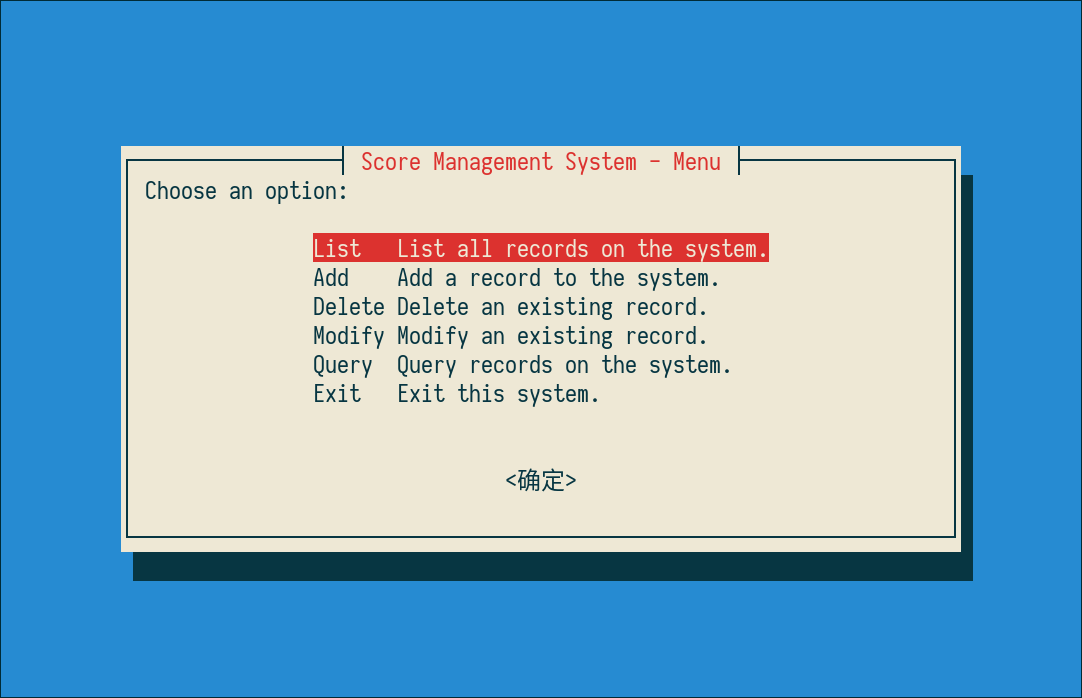 Score Management System - Menu
Choose an option:
List   List all records on the system.
Add    Add a record to the system.
Delete Delete an existing record.
Modify Modify an existing record.
Query  Query records on the system.
Exit   Exit this system.
<确定>